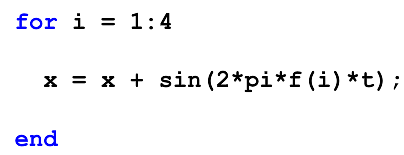 for i = 1:4
x = x + sin(2*pi*f(i)*t);
end